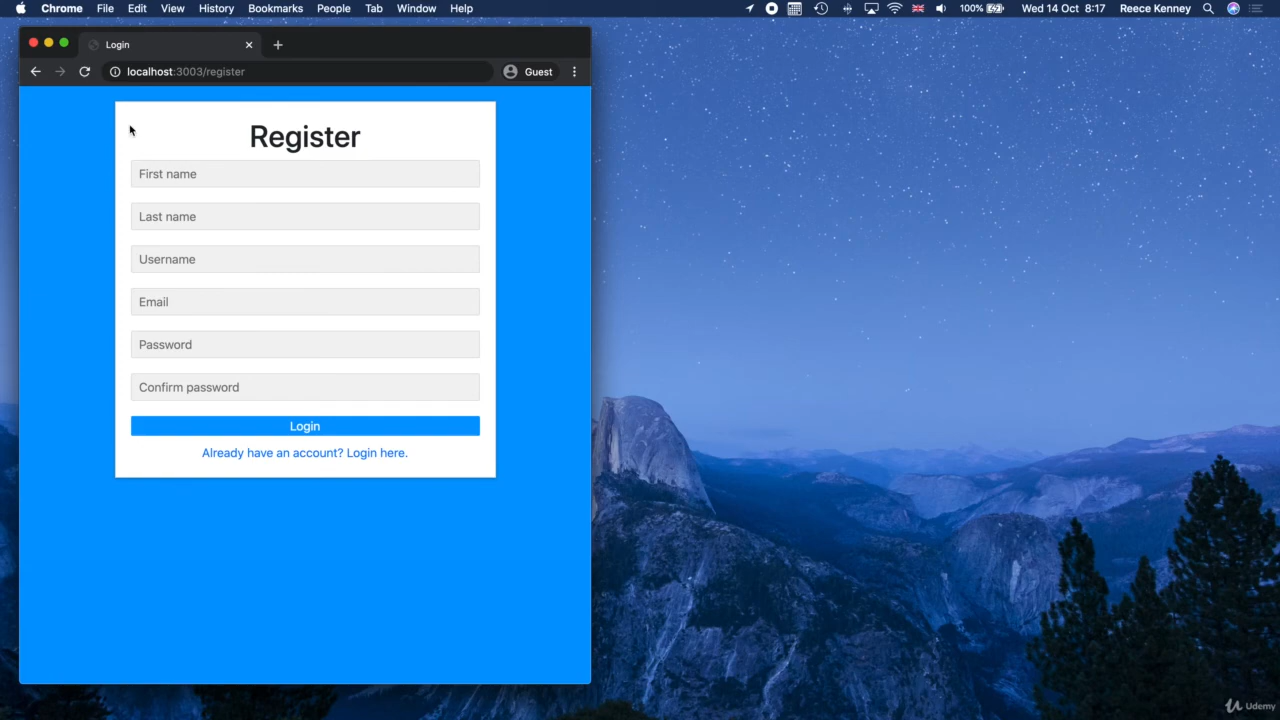 Chrome File Edit View History Bookmarks People Tab Window Help 100% Wed 14 Oct 8:17 Reece Kenney
Login
localhost:3003/register Guest
Register
First name
Last name
Username
Email
Password
Confirm password
Login
Already have an account? Login here.
Udemy